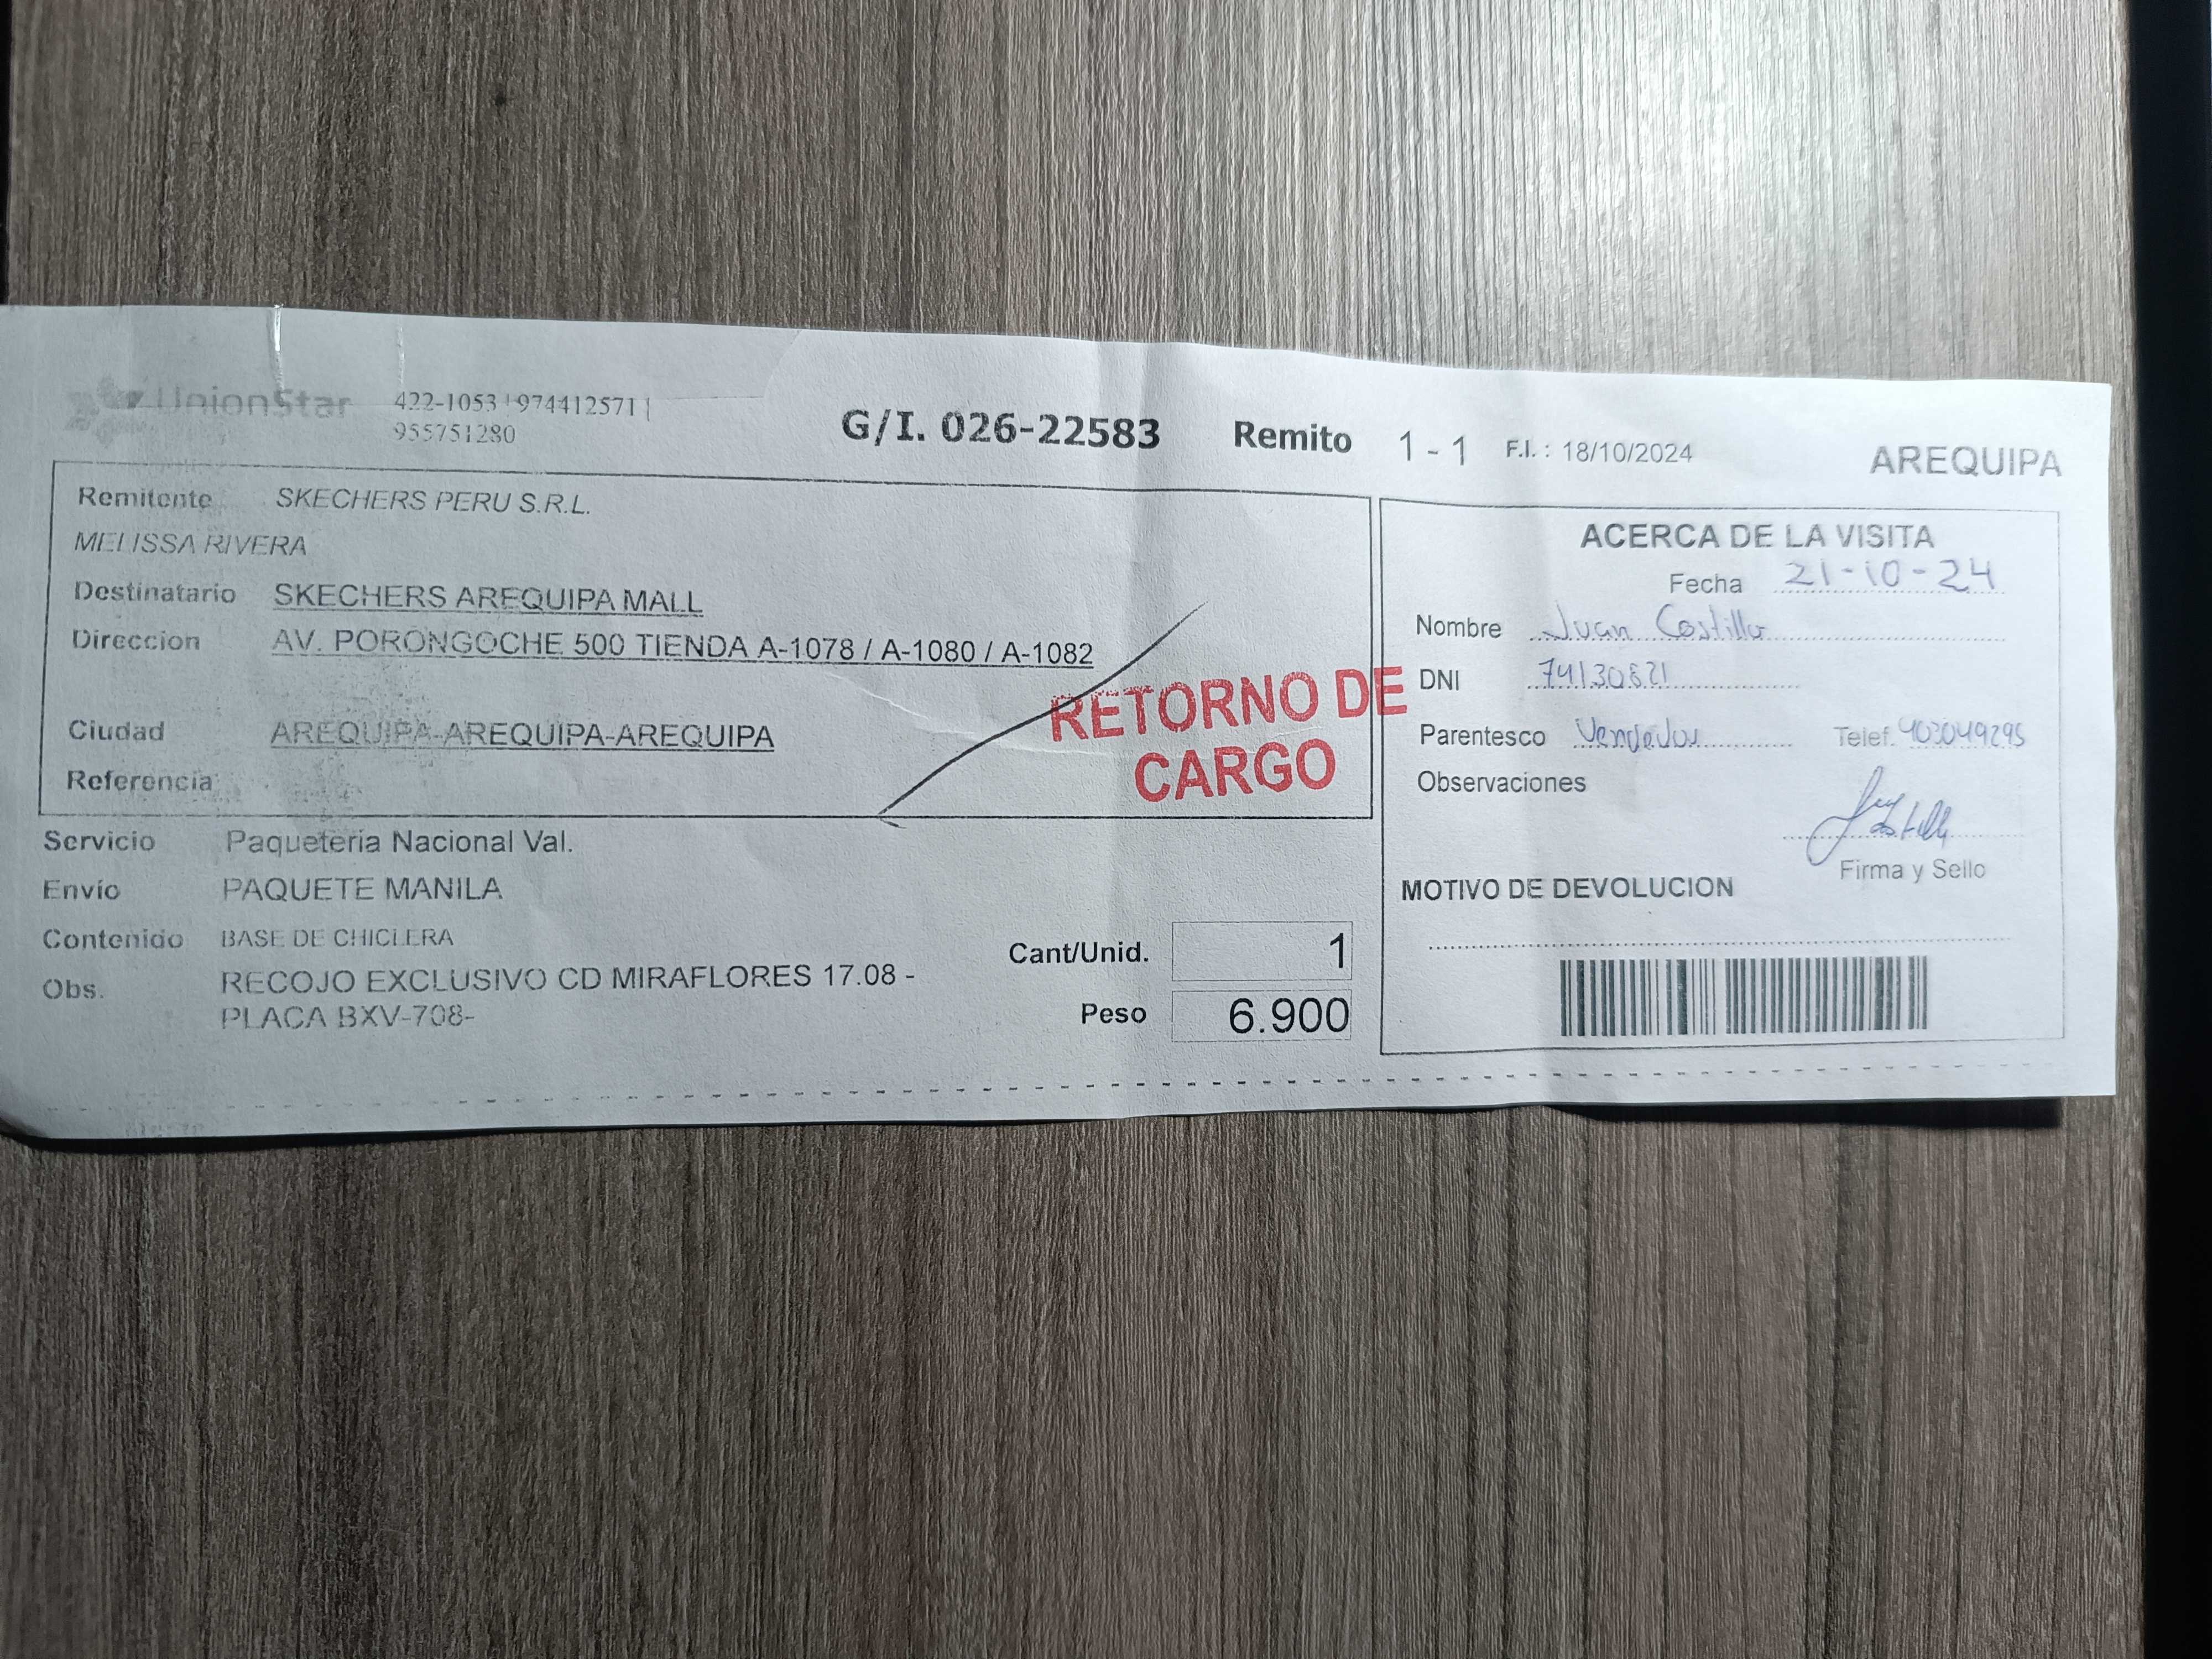 UnionStar
422-1053 | 974412571 |
955751280
G/I. 026-22583 Remito 1 - 1 F.I. : 18/10/2024 AREQUIPA
Remitente SKECHERS PERU S.R.L.
MELISSA RIVERA
Destinatario SKECHERS AREQUIPA MALL
Direccion AV. PORONGOCHE 500 TIENDA A-1078 / A-1080 / A-1082
Ciudad AREQUIPA-AREQUIPA-AREQUIPA
Referencia
RETORNO DE
CARGO
Servicio Paquetería Nacional Val.
Envío PAQUETE MANILA
Contenido BASE DE CHICLERA
Obs. RECOJO EXCLUSIVO CD MIRAFLORES 17.08 -
PLACA BXV-708-
Cant/Unid. 1
Peso 6.900
ACERCA DE LA VISITA
Fecha 21-10-24
Nombre Juan Castillo
DNI 74130821
Parentesco Vendedor Telef.
Observaciones
Firma y Sello
MOTIVO DE DEVOLUCION